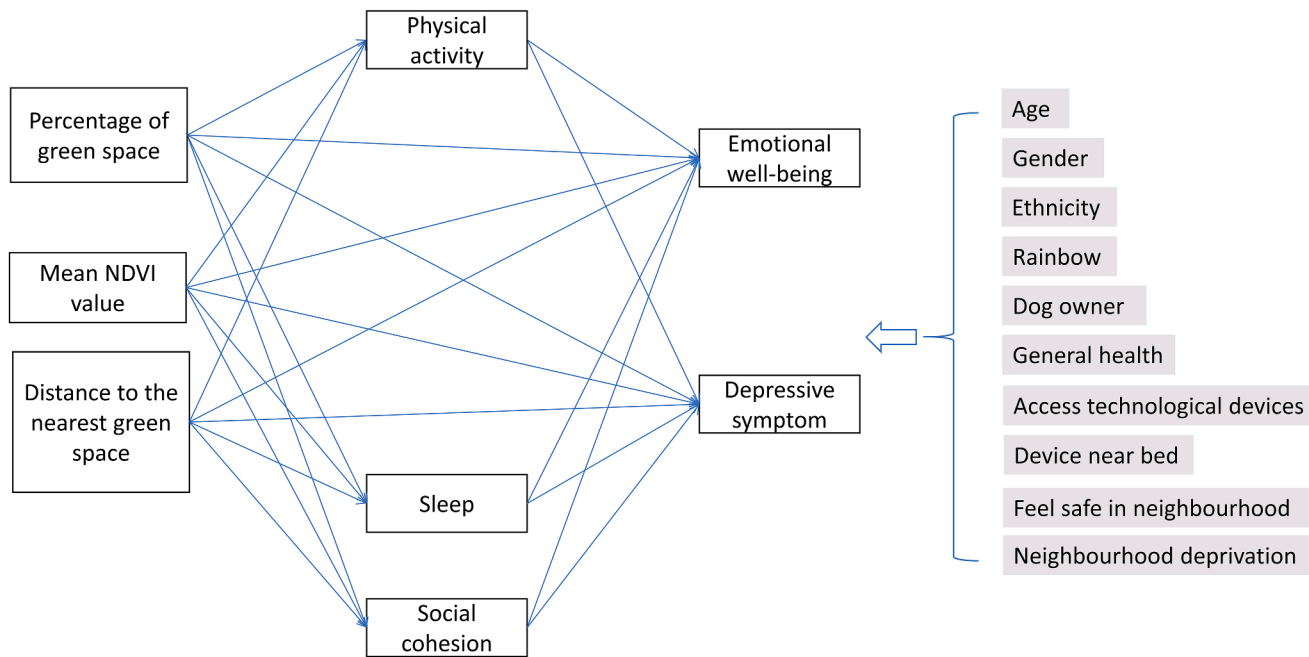 Physical
activity
Percentage of
green space
Mean NDVI
value
Distance to the
nearest green
space
Sleep
Social
cohesion
Emotional
well-being
Depressive
symptom
Age
Gender
Ethnicity
Rainbow
Dog owner
General health
Access technological devices
Device near bed
Feel safe in neighbourhood
Neighbourhood deprivation